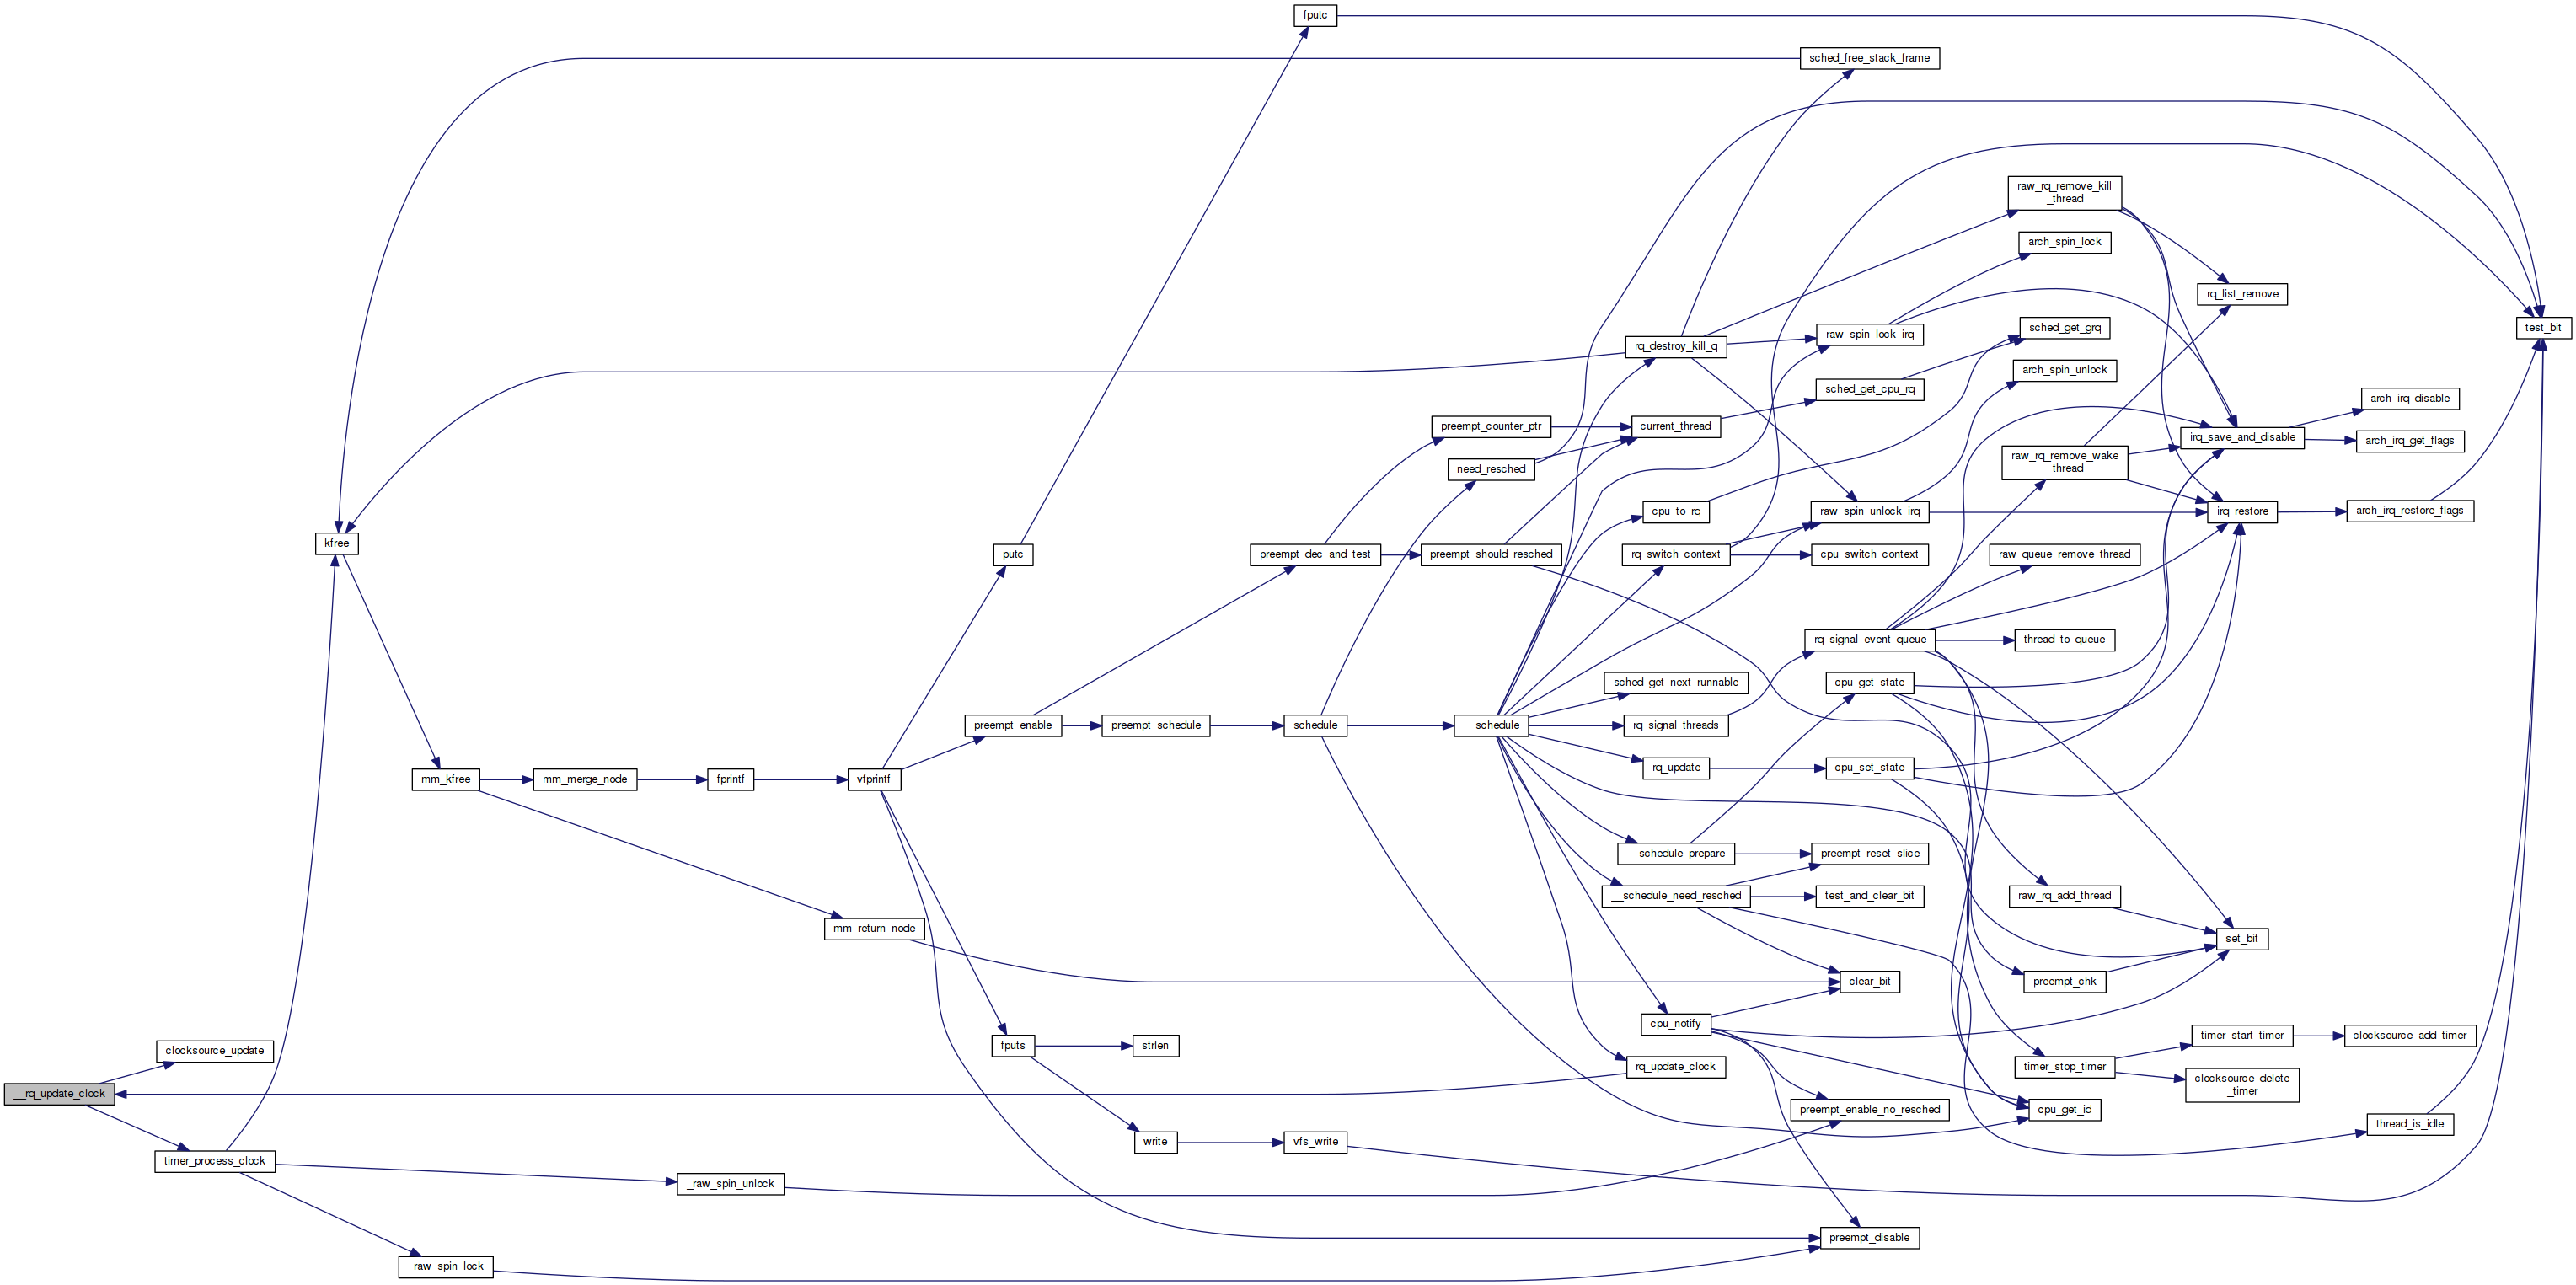 fputc
sched_free_stack_frame
raw_rq_remove_kill
_thread
arch_spin_lock
rq_list_remove
raw_spin_lock_irq
sched_get_grq
test_bit
rq_destroy_kill_q
arch_spin_unlock
sched_get_cpu_rq
arch_irq_disable
preempt_counter_ptr
current_thread
irq_save_and_disable
arch_irq_get_flags
need_resched
raw_rq_remove_wake
_thread
cpu_to_rq
raw_spin_unlock_irq
irq_restore
arch_irq_restore_flags
kfree
putc
preempt_dec_and_test
preempt_should_resched
rq_switch_context
cpu_switch_context
raw_queue_remove_thread
rq_signal_event_queue
thread_to_queue
sched_get_next_runnable
cpu_get_state
preempt_enable
preempt_schedule
schedule
__schedule
rq_signal_threads
mm_kfree
mm_merge_node
fprintf
vfprintf
rq_update
cpu_set_state
__schedule_prepare
preempt_reset_slice
__schedule_need_resched
test_and_clear_bit
raw_rq_add_thread
mm_return_node
set_bit
clear_bit
preempt_chk
cpu_notify
timer_start_timer
clocksource_add_timer
clocksource_update
fputs
strlen
rq_update_clock
timer_stop_timer
clocksource_delete
_timer
__rq_update_clock
preempt_enable_no_resched
cpu_get_id
thread_is_idle
write
vfs_write
timer_process_clock
_raw_spin_unlock
preempt_disable
_raw_spin_lock